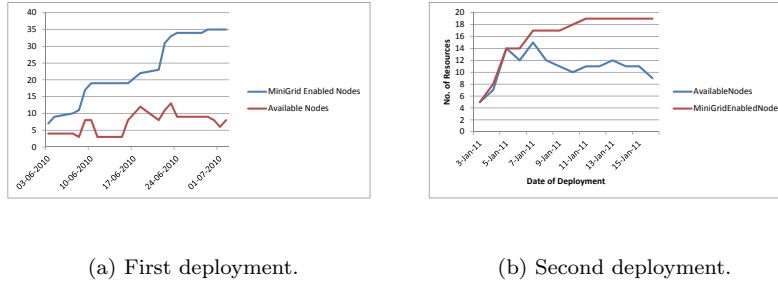 40
35
30
25
20
15
10
5
0
03-06-2010
10-06-2010
17-06-2010
24-06-2010
01-07-2010
MiniGrid Enabled Nodes
Available Nodes
No. of Resources
20
18
16
14
12
10
8
6
4
2
0
3-Jan-11
5-Jan-11
7-Jan-11
9-Jan-11
11-Jan-11
13-Jan-11
15-Jan-11
Date of Deployment
AvailableNodes
MiniGridEnabledNode
(a) First deployment.
(b) Second deployment.